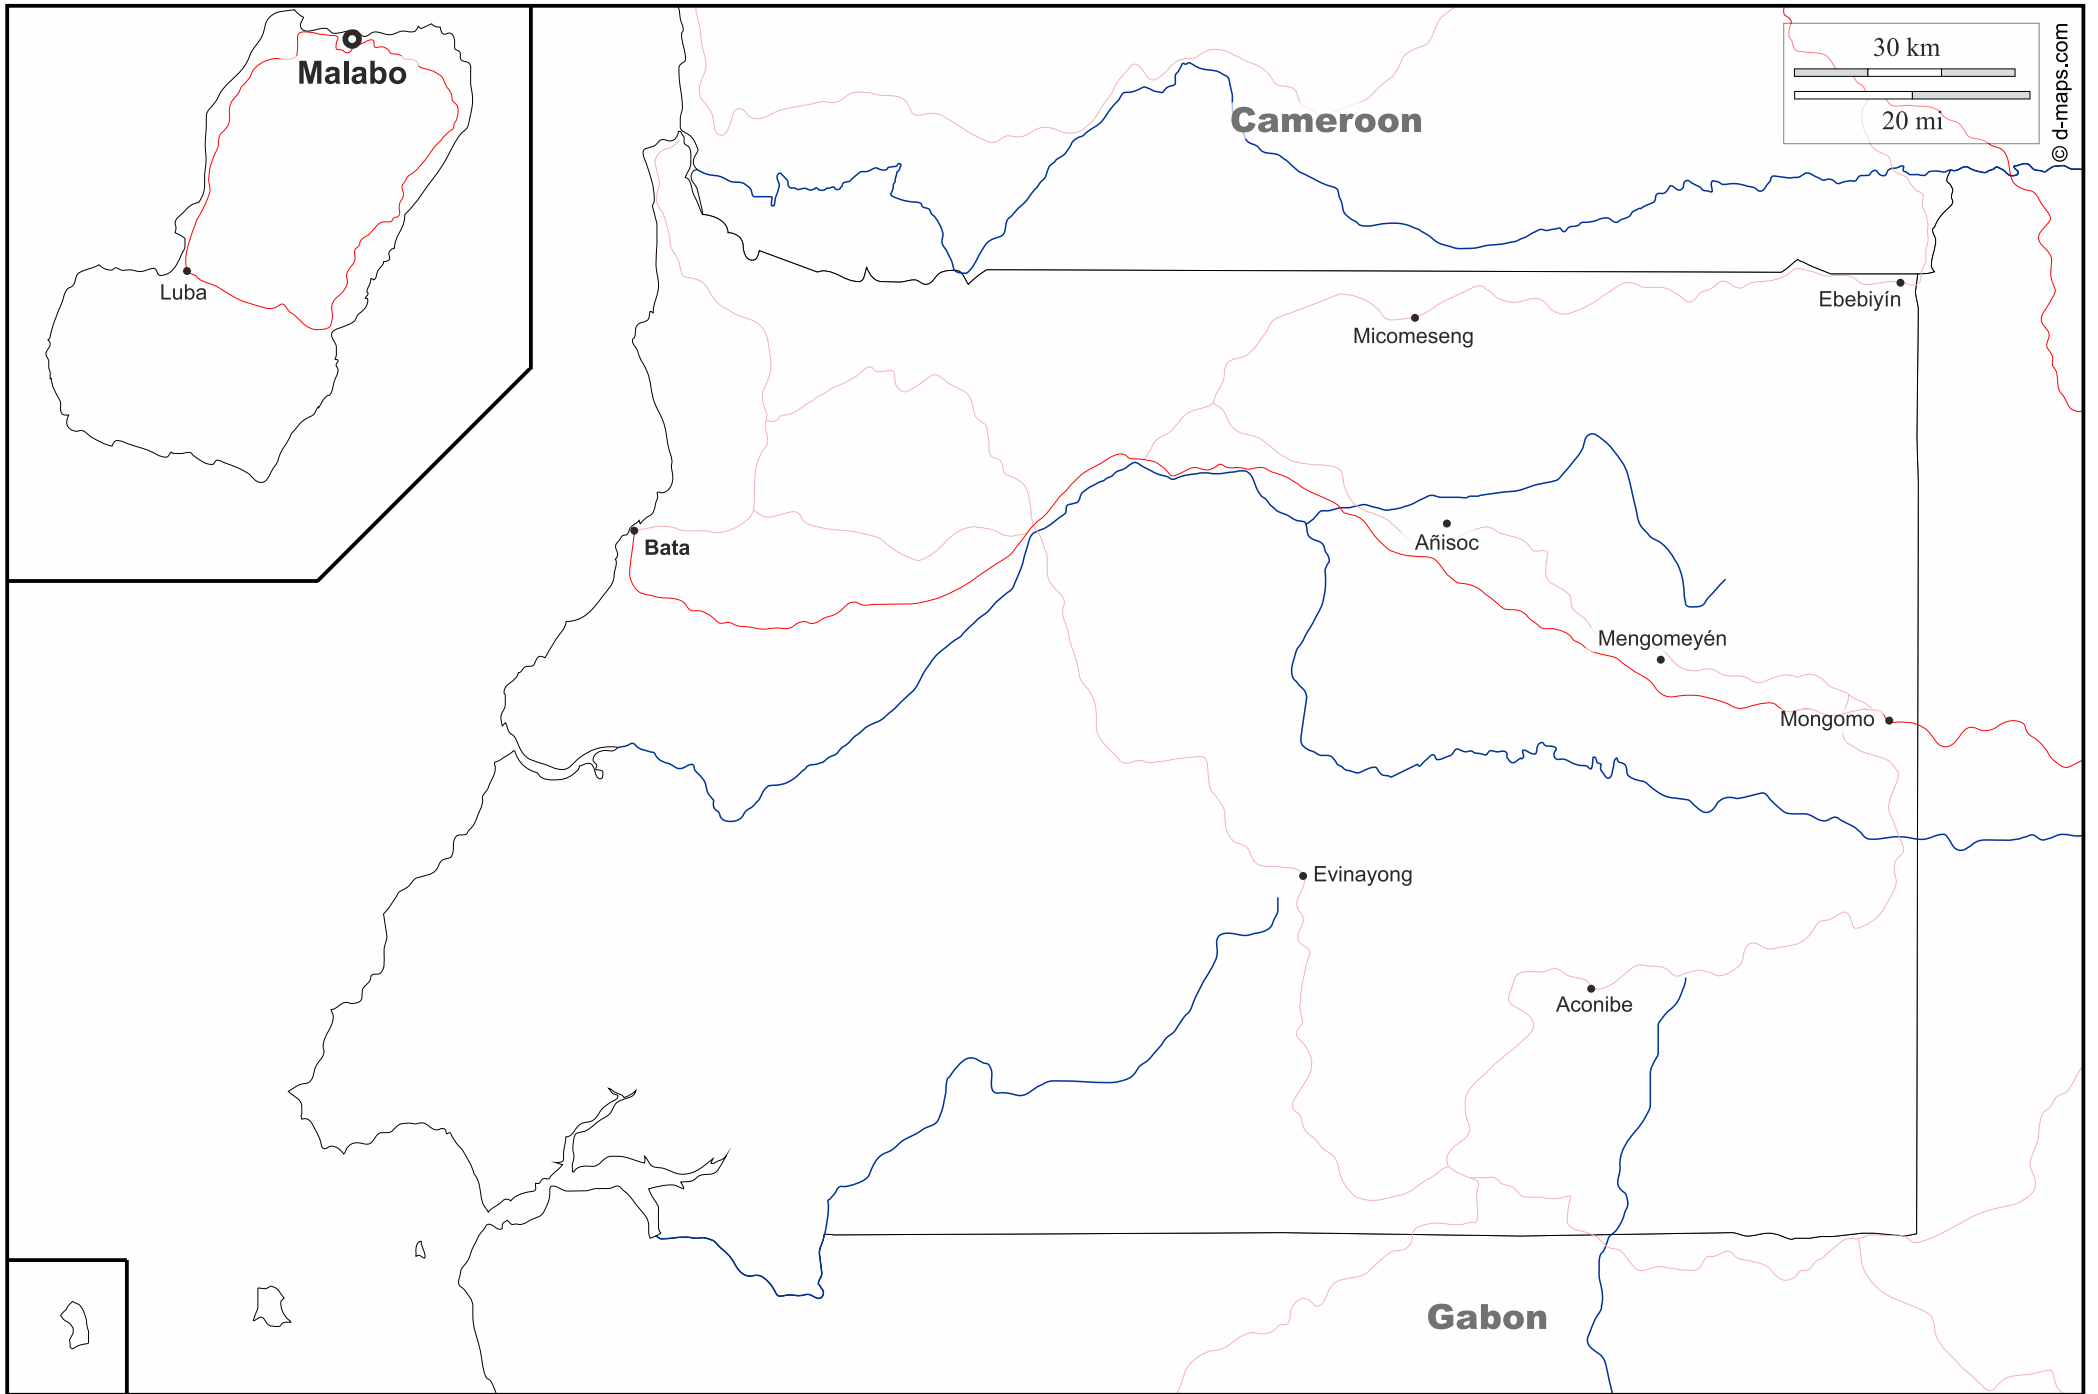 Malabo
Luba
Cameroon
30 km
20 mi
© d-maps.com
Ebebiyín
Micomeseng
Bata
Añisoc
Mengomeyén
Mongomo
Evinayong
Aconibe
Gabon